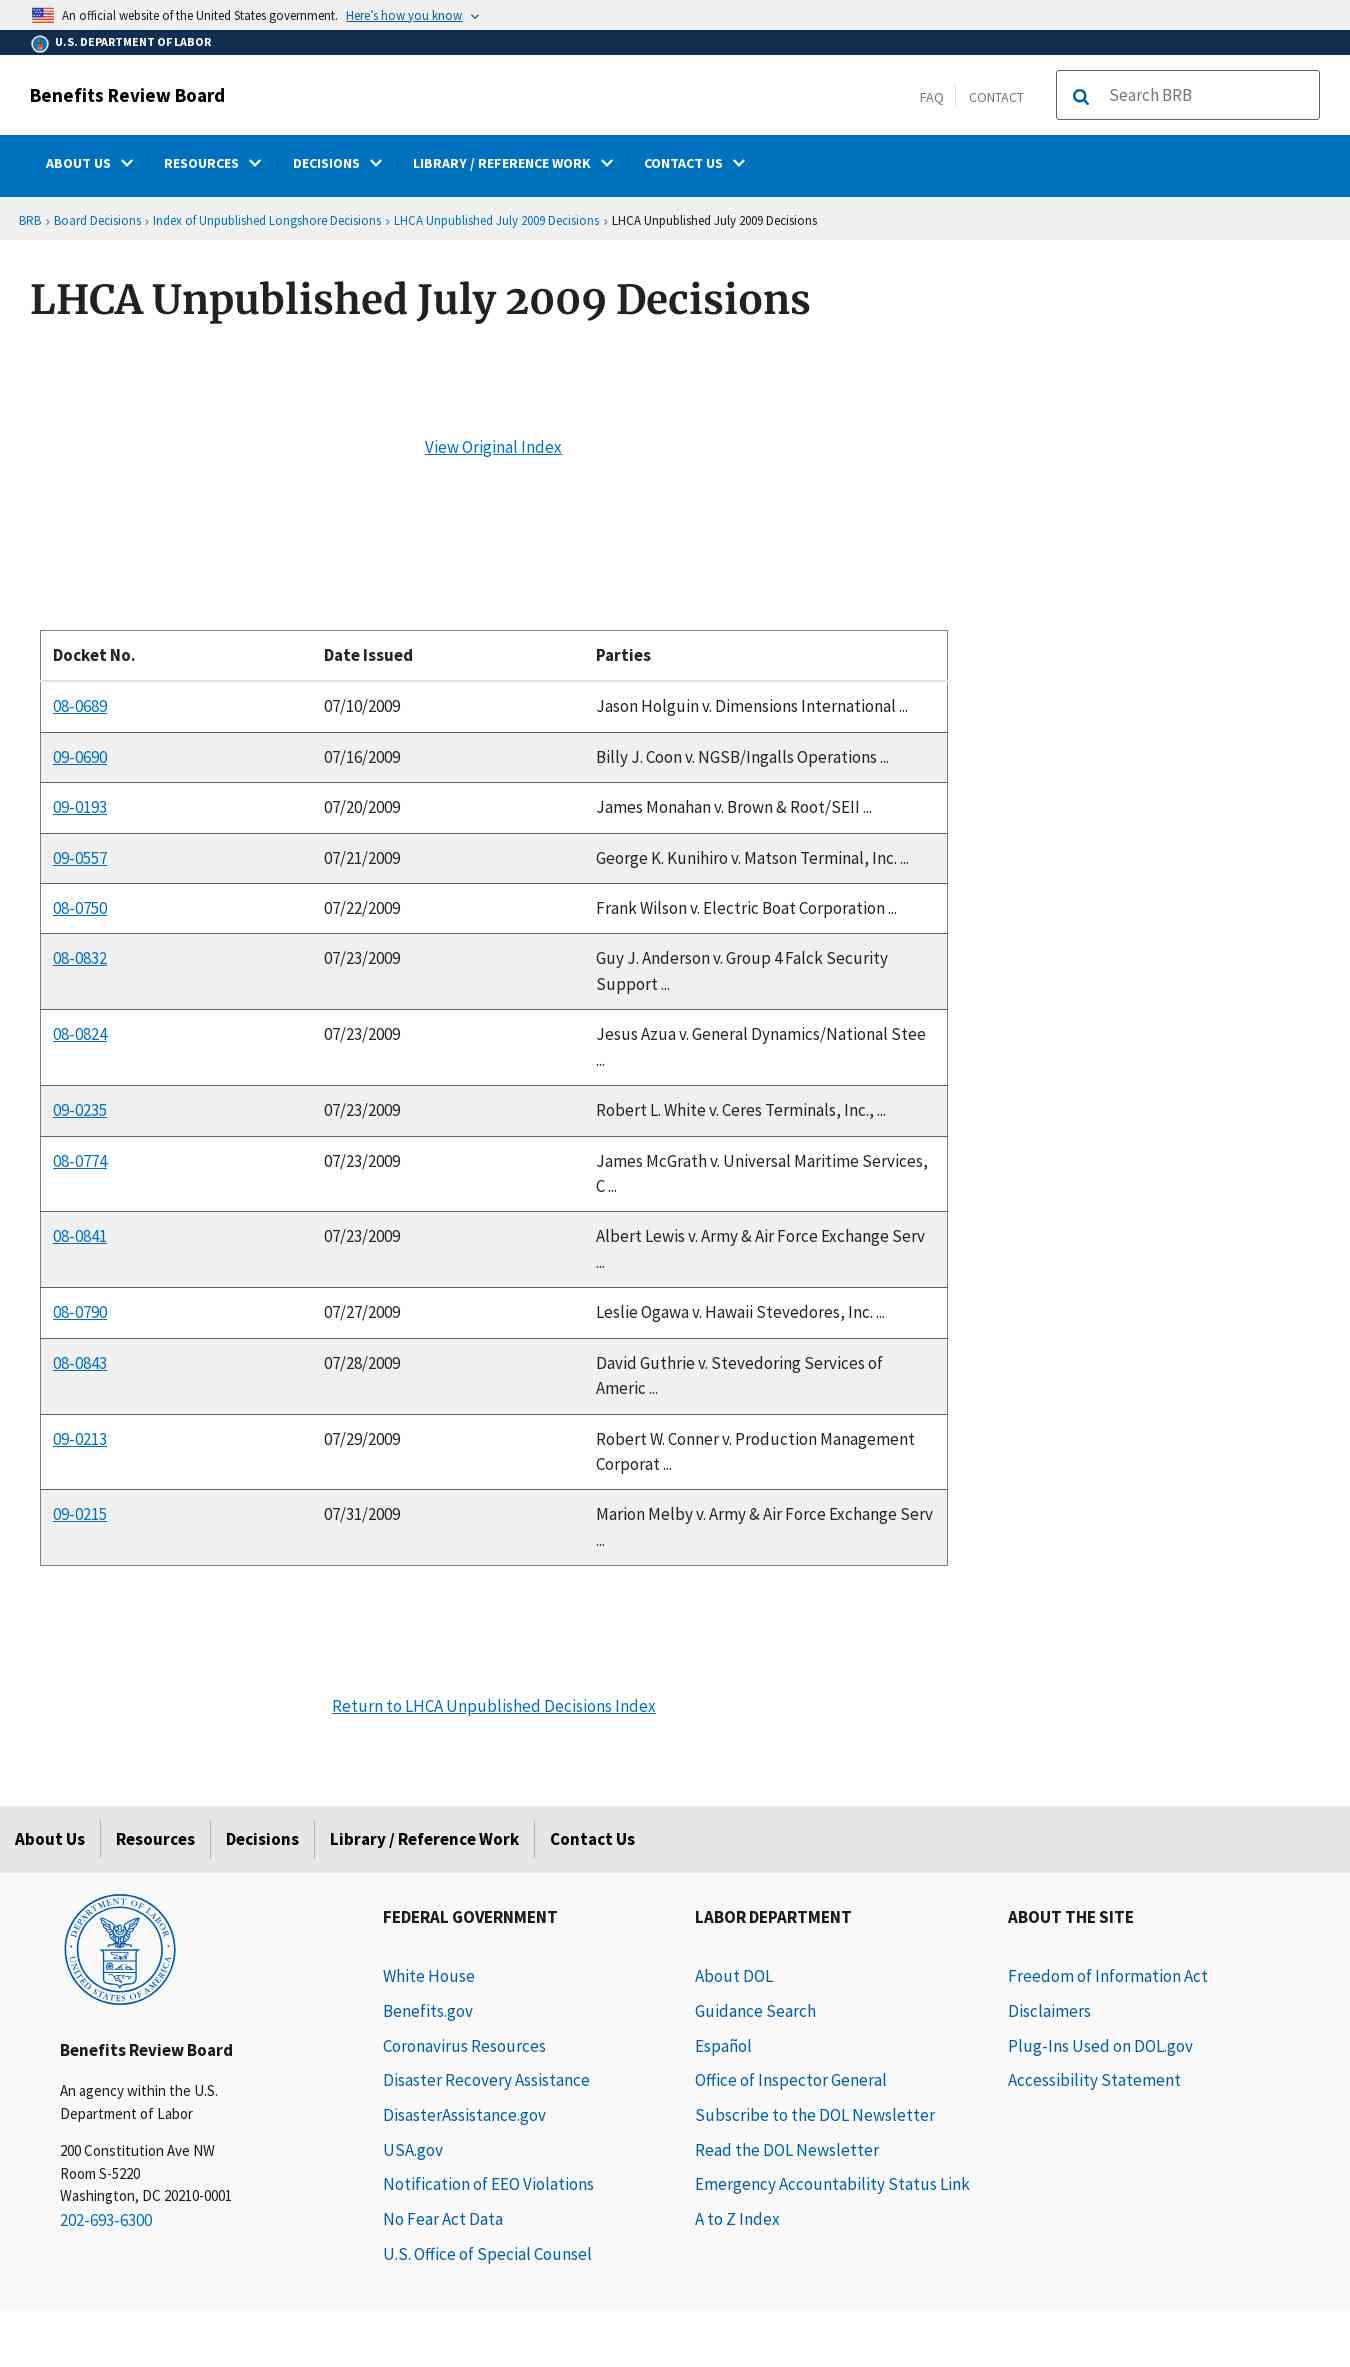 An official website of the United States government. Here's how you know
U.S. DEPARTMENT OF LABOR
Benefits Review Board
FAQ
CONTACT
Search BRB
ABOUT US
RESOURCES
DECISIONS
LIBRARY / REFERENCE WORK
CONTACT US
BRB › Board Decisions › Index of Unpublished Longshore Decisions › LHCA Unpublished July 2009 Decisions › LHCA Unpublished July 2009 Decisions
LHCA Unpublished July 2009 Decisions
View Original Index
Docket No. Date Issued Parties
08-0689 07/10/2009 Jason Holguin v. Dimensions International ...
09-0690 07/16/2009 Billy J. Coon v. NGSB/Ingalls Operations ...
09-0193 07/20/2009 James Monahan v. Brown & Root/SEII ...
09-0557 07/21/2009 George K. Kunihiro v. Matson Terminal, Inc. ...
08-0750 07/22/2009 Frank Wilson v. Electric Boat Corporation ...
08-0832 07/23/2009 Guy J. Anderson v. Group 4 Falck Security
Support ...
08-0824 07/23/2009 Jesus Azua v. General Dynamics/National Stee
...
09-0235 07/23/2009 Robert L. White v. Ceres Terminals, Inc., ...
08-0774 07/23/2009 James McGrath v. Universal Maritime Services,
C ...
08-0841 07/23/2009 Albert Lewis v. Army & Air Force Exchange Serv
...
08-0790 07/27/2009 Leslie Ogawa v. Hawaii Stevedores, Inc. ...
08-0843 07/28/2009 David Guthrie v. Stevedoring Services of
Americ ...
09-0213 07/29/2009 Robert W. Conner v. Production Management
Corporat ...
09-0215 07/31/2009 Marion Melby v. Army & Air Force Exchange Serv
...
Return to LHCA Unpublished Decisions Index
About Us
Resources
Decisions
Library / Reference Work
Contact Us
DEPARTMENT OF LABOR
UNITED STATES OF AMERICA
Benefits Review Board
An agency within the U.S.
Department of Labor
200 Constitution Ave NW
Room S-5220
Washington, DC 20210-0001
202-693-6300
FEDERAL GOVERNMENT
White House
Benefits.gov
Coronavirus Resources
Disaster Recovery Assistance
DisasterAssistance.gov
USA.gov
Notification of EEO Violations
No Fear Act Data
U.S. Office of Special Counsel
LABOR DEPARTMENT
About DOL
Guidance Search
Español
Office of Inspector General
Subscribe to the DOL Newsletter
Read the DOL Newsletter
Emergency Accountability Status Link
A to Z Index
ABOUT THE SITE
Freedom of Information Act
Disclaimers
Plug-Ins Used on DOL.gov
Accessibility Statement